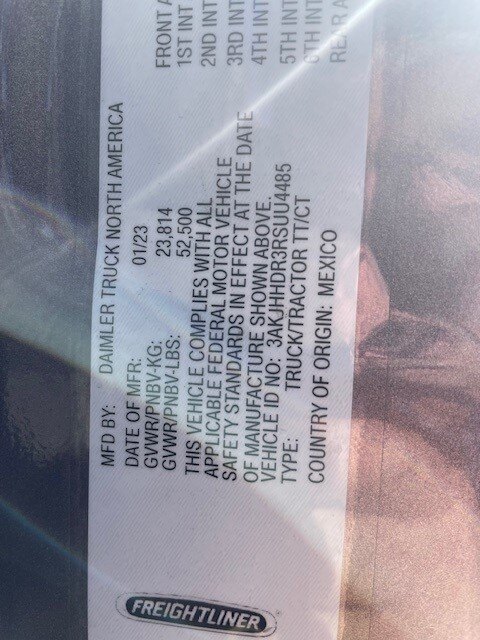 FREIGHTLINER
MFD BY: DAIMLER TRUCK NORTH AMERICA
DATE OF MFR: 01/23
GVWR/PNBV-KG: 23,814
GVWR/PNBV-LBS: 52,500
THIS VEHICLE COMPLIES WITH ALL
APPLICABLE FEDERAL MOTOR VEHICLE
SAFETY STANDARDS IN EFFECT AT THE DATE
OF MANUFACTURE SHOWN ABOVE.
VEHICLE ID NO: 3AKJHHDR3RSUU4485
TYPE: TRUCK/TRACTOR TT/CT
COUNTRY OF ORIGIN: MEXICO
FRONT A
1ST INT
2ND INT
3RD INT
4TH INT
5TH INT
6TH INT
REAR A